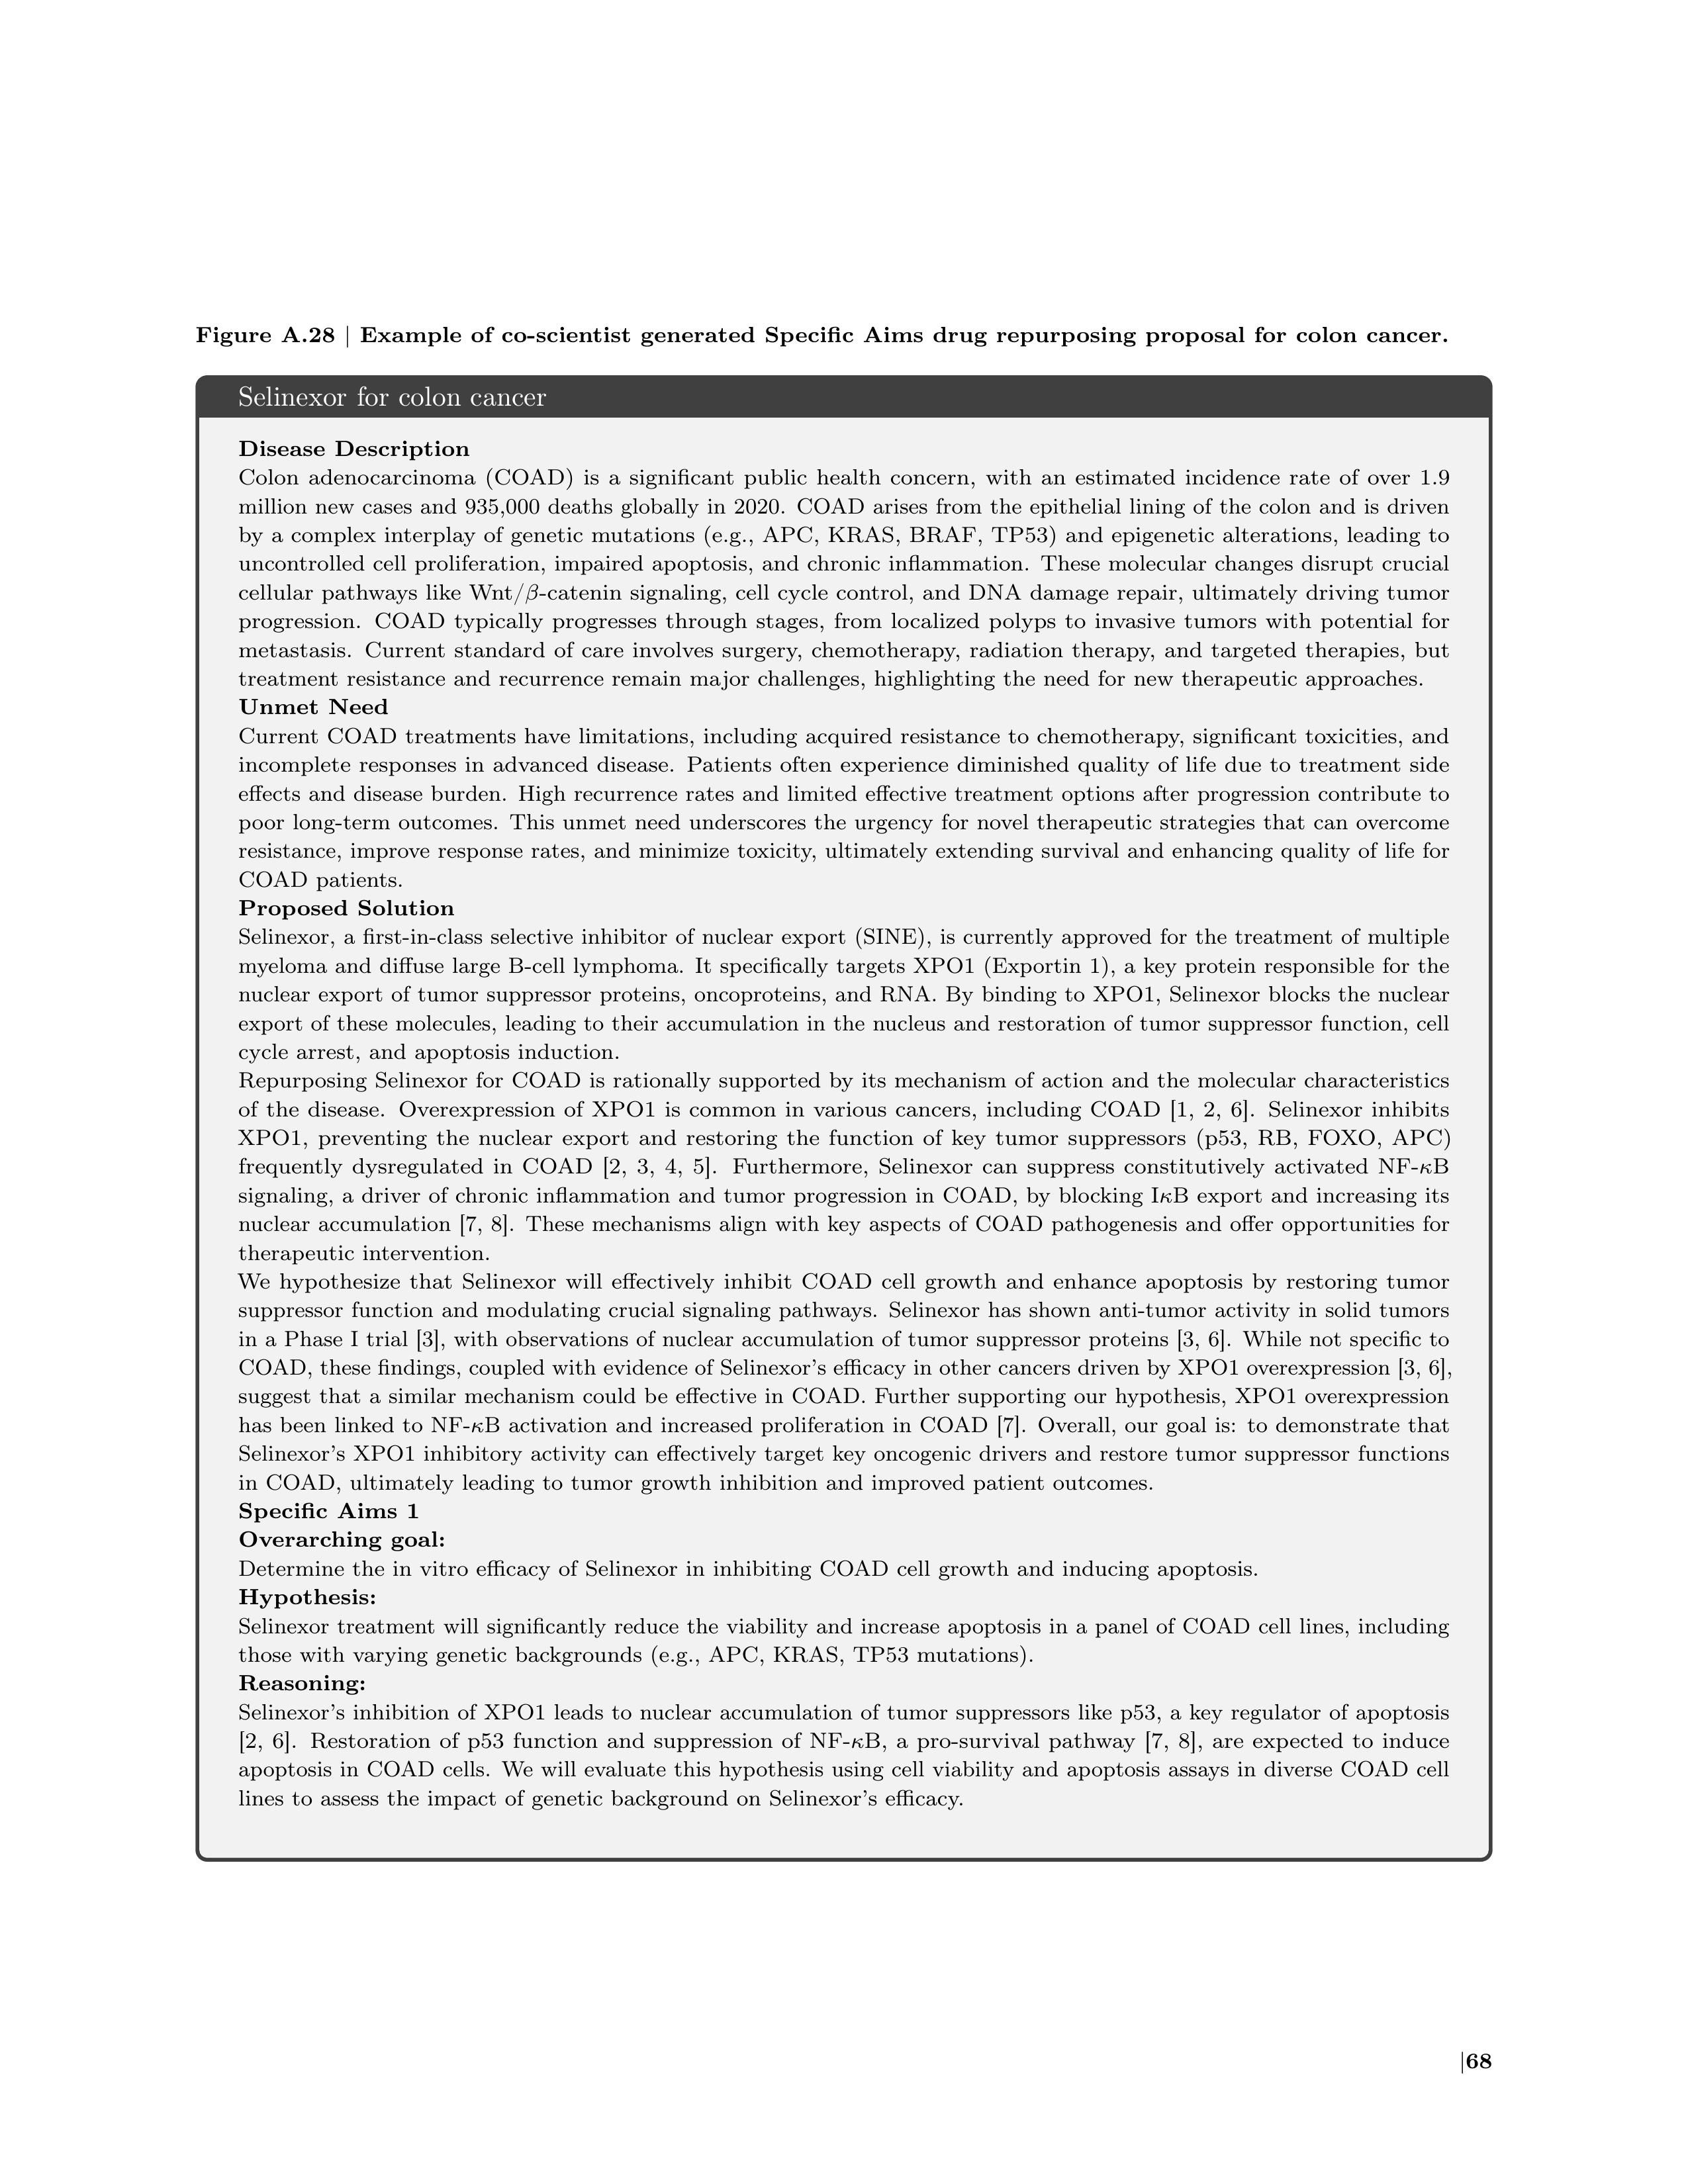 Figure A.28 | Example of co-scientist generated Specific Aims drug repurposing proposal for colon cancer.
Selinexor for colon cancer
Disease Description
Colon adenocarcinoma (COAD) is a significant public health concern, with an estimated incidence rate of over 1.9
million new cases and 935,000 deaths globally in 2020. COAD arises from the epithelial lining of the colon and is driven
by a complex interplay of genetic mutations (e.g., APC, KRAS, BRAF, TP53) and epigenetic alterations, leading to
uncontrolled cell proliferation, impaired apoptosis, and chronic inflammation. These molecular changes disrupt crucial
cellular pathways like Wnt/β-catenin signaling, cell cycle control, and DNA damage repair, ultimately driving tumor
progression. COAD typically progresses through stages, from localized polyps to invasive tumors with potential for
metastasis. Current standard of care involves surgery, chemotherapy, radiation therapy, and targeted therapies, but
treatment resistance and recurrence remain major challenges, highlighting the need for new therapeutic approaches.
Unmet Need
Current COAD treatments have limitations, including acquired resistance to chemotherapy, significant toxicities, and
incomplete responses in advanced disease. Patients often experience diminished quality of life due to treatment side
effects and disease burden. High recurrence rates and limited effective treatment options after progression contribute to
poor long-term outcomes. This unmet need underscores the urgency for novel therapeutic strategies that can overcome
resistance, improve response rates, and minimize toxicity, ultimately extending survival and enhancing quality of life for
COAD patients.
Proposed Solution
Selinexor, a first-in-class selective inhibitor of nuclear export (SINE), is currently approved for the treatment of multiple
myeloma and diffuse large B-cell lymphoma. It specifically targets XPO1 (Exportin 1), a key protein responsible for the
nuclear export of tumor suppressor proteins, oncoproteins, and RNA. By binding to XPO1, Selinexor blocks the nuclear
export of these molecules, leading to their accumulation in the nucleus and restoration of tumor suppressor function, cell
cycle arrest, and apoptosis induction.
Repurposing Selinexor for COAD is rationally supported by its mechanism of action and the molecular characteristics
of the disease. Overexpression of XPO1 is common in various cancers, including COAD [1, 2, 6]. Selinexor inhibits
XPO1, preventing the nuclear export and restoring the function of key tumor suppressors (p53, RB, FOXO, APC)
frequently dysregulated in COAD [2, 3, 4, 5]. Furthermore, Selinexor can suppress constitutively activated NF-κB
signaling, a driver of chronic inflammation and tumor progression in COAD, by blocking IκB export and increasing its
nuclear accumulation [7, 8]. These mechanisms align with key aspects of COAD pathogenesis and offer opportunities for
therapeutic intervention.
We hypothesize that Selinexor will effectively inhibit COAD cell growth and enhance apoptosis by restoring tumor
suppressor function and modulating crucial signaling pathways. Selinexor has shown anti-tumor activity in solid tumors
in a Phase I trial [3], with observations of nuclear accumulation of tumor suppressor proteins [3, 6]. While not specific to
COAD, these findings, coupled with evidence of Selinexor's efficacy in other cancers driven by XPO1 overexpression [3, 6],
suggest that a similar mechanism could be effective in COAD. Further supporting our hypothesis, XPO1 overexpression
has been linked to NF-κB activation and increased proliferation in COAD [7]. Overall, our goal is: to demonstrate that
Selinexor's XPO1 inhibitory activity can effectively target key oncogenic drivers and restore tumor suppressor functions
in COAD, ultimately leading to tumor growth inhibition and improved patient outcomes.
Specific Aims 1
Overarching goal:
Determine the in vitro efficacy of Selinexor in inhibiting COAD cell growth and inducing apoptosis.
Hypothesis:
Selinexor treatment will significantly reduce the viability and increase apoptosis in a panel of COAD cell lines, including
those with varying genetic backgrounds (e.g., APC, KRAS, TP53 mutations).
Reasoning:
Selinexor's inhibition of XPO1 leads to nuclear accumulation of tumor suppressors like p53, a key regulator of apoptosis
[2, 6]. Restoration of p53 function and suppression of NF-κB, a pro-survival pathway [7, 8], are expected to induce
apoptosis in COAD cells. We will evaluate this hypothesis using cell viability and apoptosis assays in diverse COAD cell
lines to assess the impact of genetic background on Selinexor's efficacy.
|68